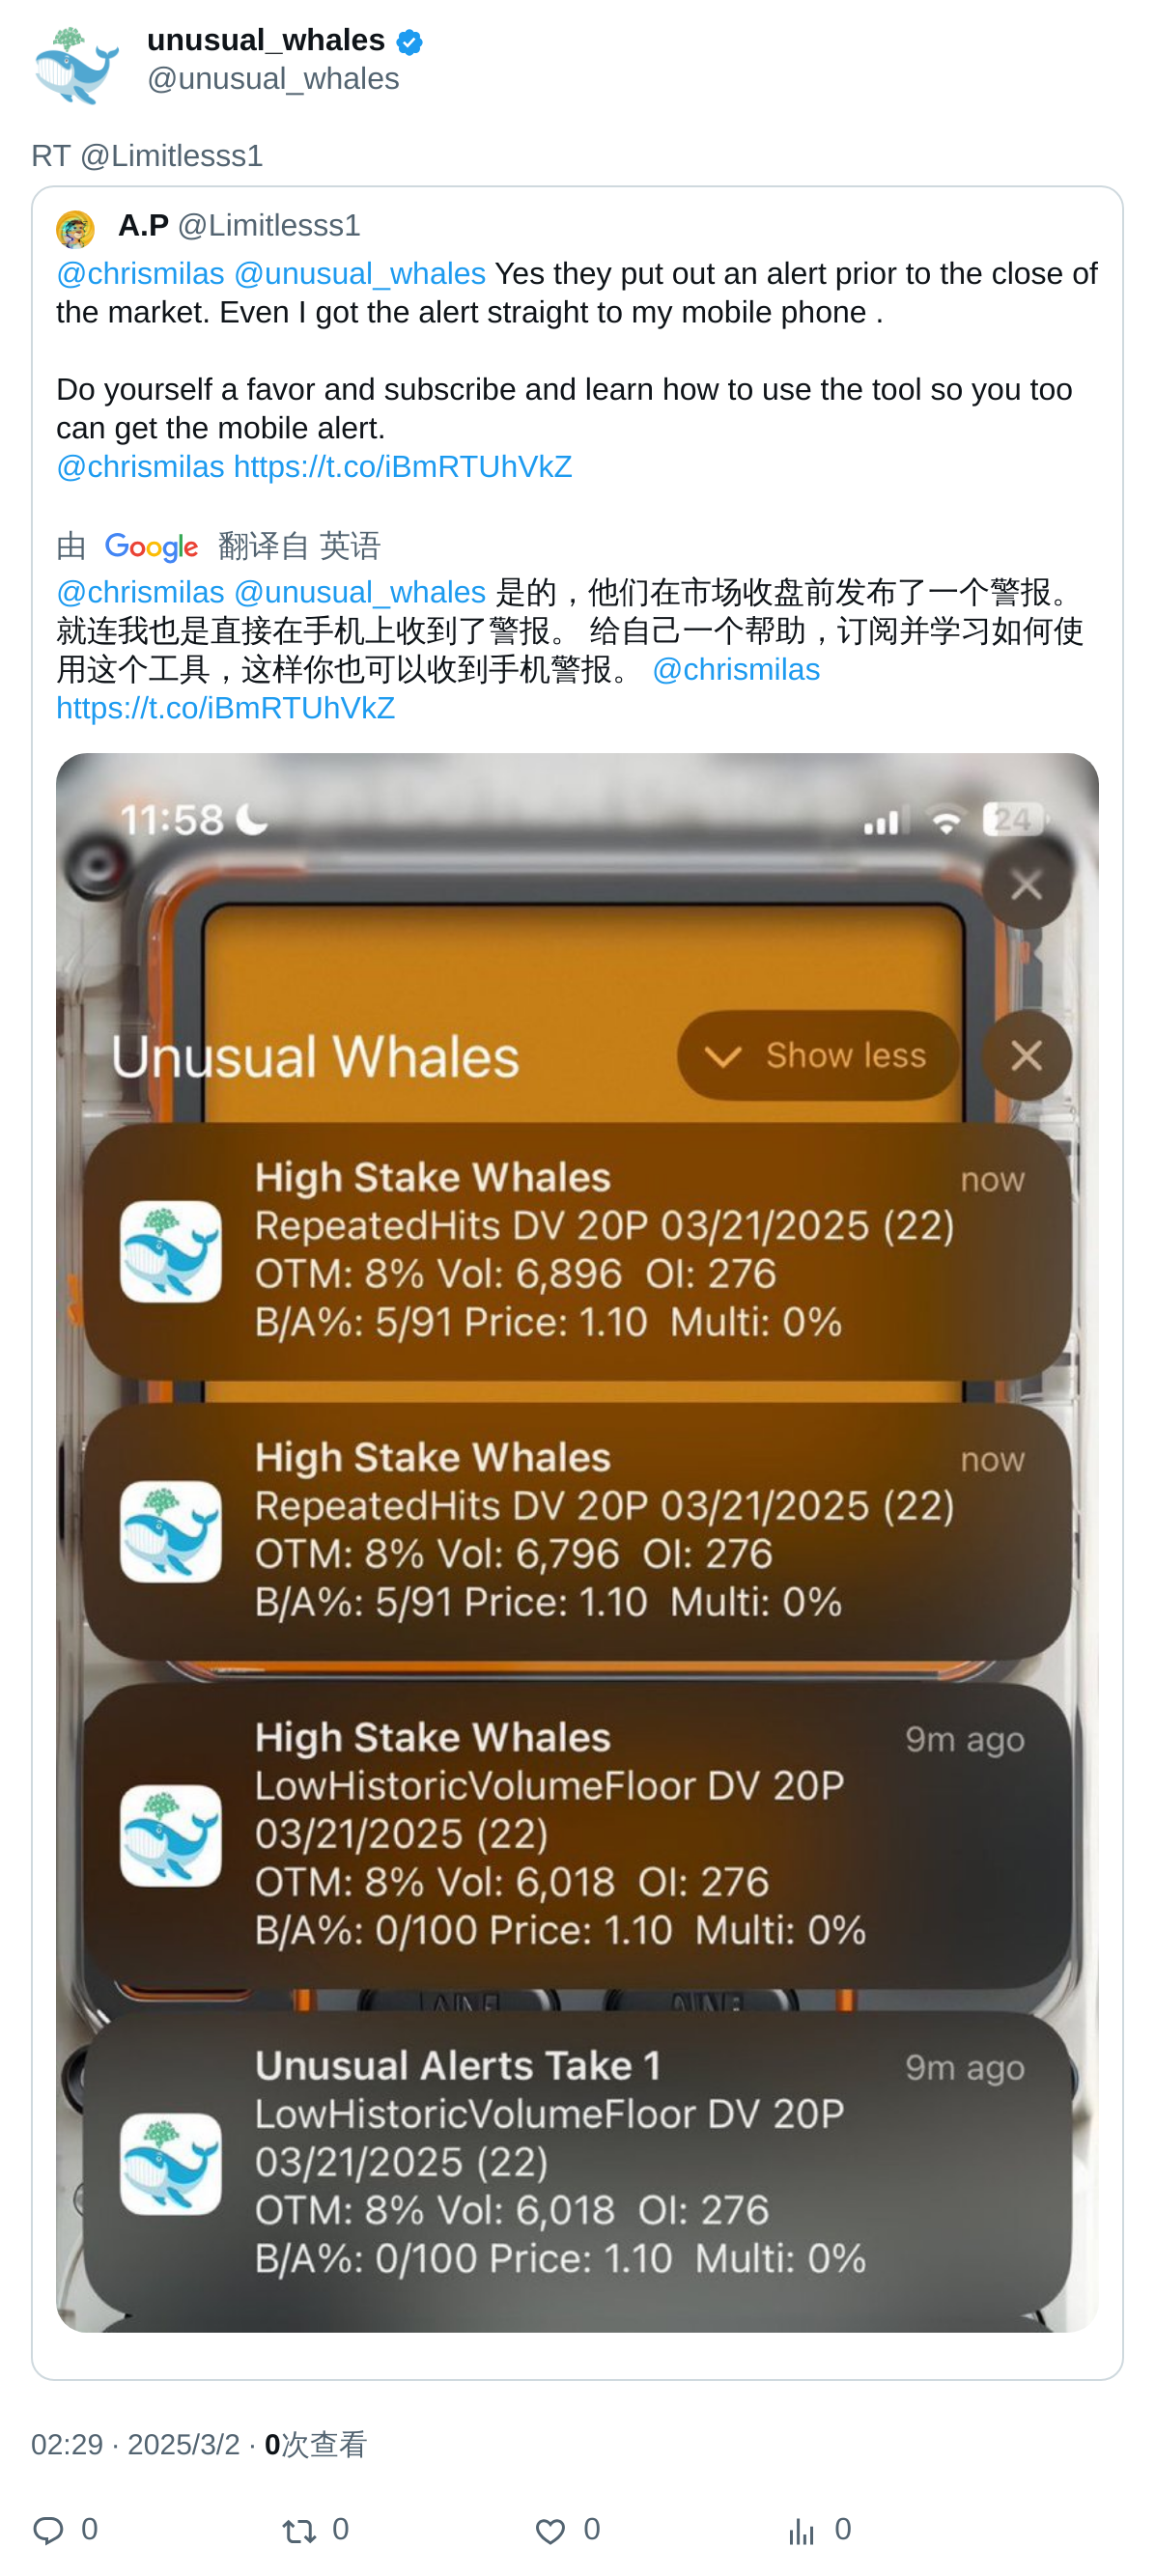 unusual_whales
@unusual_whales
RT @Limitlesss1
A.P @Limitlesss1
@chrismilas @unusual_whales Yes they put out an alert prior to the close of
the market. Even I got the alert straight to my mobile phone .
Do yourself a favor and subscribe and learn how to use the tool so you too
can get the mobile alert.
@chrismilas https://t.co/iBmRTUhVkZ
由 Google 翻译自 英语
@chrismilas @unusual_whales 是的，他们在市场收盘前发布了一个警报。
就连我也是直接在手机上收到了警报。 给自己一个帮助，订阅并学习如何使
用这个工具，这样你也可以收到手机警报。 @chrismilas
https://t.co/iBmRTUhVkZ
11:58 24
Unusual Whales Show less
High Stake Whales now
RepeatedHits DV 20P 03/21/2025 (22)
OTM: 8% Vol: 6,896 OI: 276
B/A%: 5/91 Price: 1.10 Multi: 0%
High Stake Whales now
RepeatedHits DV 20P 03/21/2025 (22)
OTM: 8% Vol: 6,796 OI: 276
B/A%: 5/91 Price: 1.10 Multi: 0%
High Stake Whales 9m ago
LowHistoricVolumeFloor DV 20P
03/21/2025 (22)
OTM: 8% Vol: 6,018 OI: 276
B/A%: 0/100 Price: 1.10 Multi: 0%
Unusual Alerts Take 1 9m ago
LowHistoricVolumeFloor DV 20P
03/21/2025 (22)
OTM: 8% Vol: 6,018 OI: 276
B/A%: 0/100 Price: 1.10 Multi: 0%
02:29 · 2025/3/2 · 0次查看
0 0 0 0